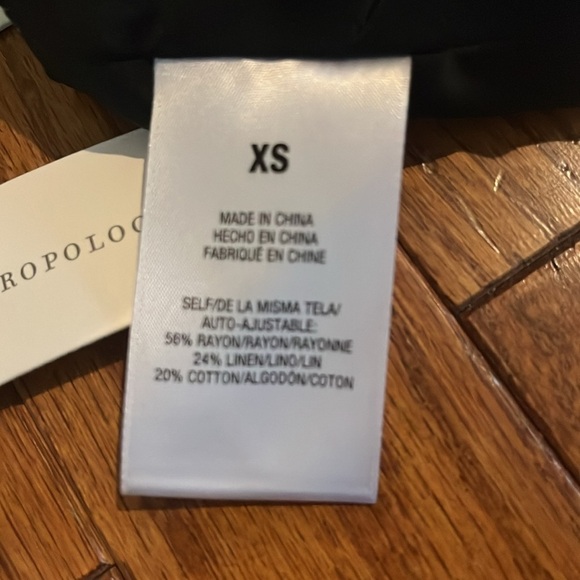 XS
MADE IN CHINA
HECHO EN CHINA
FABRIQUÉ EN CHINE
SELF/DE LA MISMA TELA/
AUTO-AJUSTABLE:
56% RAYON/RAYON/RAYONNE
24% LINEN/LINO/LIN
20% COTTON/ALGODÓN/COTON
ROPOLOG